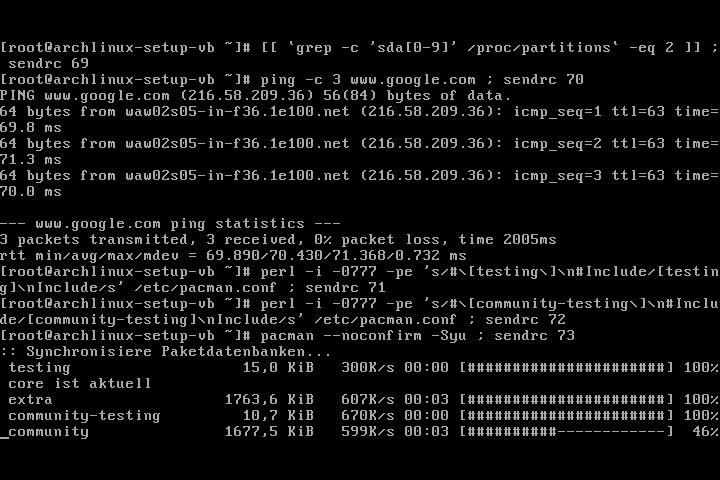 [root@archlinux-setup-vb ~]# [[ `grep -c 'sda[0-9]' /proc/partitions` -eq 2 ]] ;
 sendrc 69
[root@archlinux-setup-vb ~]# ping -c 3 www.google.com ; sendrc 70
PING www.google.com (216.58.209.36) 56(84) bytes of data.
64 bytes from waw02s05-in-f36.1e100.net (216.58.209.36): icmp_seq=1 ttl=63 time=
69.8 ms
64 bytes from waw02s05-in-f36.1e100.net (216.58.209.36): icmp_seq=2 ttl=63 time=
71.3 ms
64 bytes from waw02s05-in-f36.1e100.net (216.58.209.36): icmp_seq=3 ttl=63 time=
70.0 ms

--- www.google.com ping statistics ---
3 packets transmitted, 3 received, 0% packet loss, time 2005ms
rtt min/avg/max/mdev = 69.890/70.430/71.368/0.732 ms
[root@archlinux-setup-vb ~]# perl -i -0777 -pe 's/#\[testing\]\n#Include/[testin
g]\nInclude/s' /etc/pacman.conf ; sendrc 71
[root@archlinux-setup-vb ~]# perl -i -0777 -pe 's/#\[community-testing\]\n#Inclu
de/[community-testing]\nInclude/s' /etc/pacman.conf ; sendrc 72
[root@archlinux-setup-vb ~]# pacman --noconfirm -Syu ; sendrc 73
:: Synchronisiere Paketdatenbanken...
 testing                      15,0 KiB   300K/s 00:00 [######################] 100%
 core ist aktuell
 extra                      1763,6 KiB   607K/s 00:03 [######################] 100%
 community-testing            10,7 KiB   670K/s 00:00 [######################] 100%
_community                  1677,5 KiB   599K/s 00:03 [##########------------]  46%